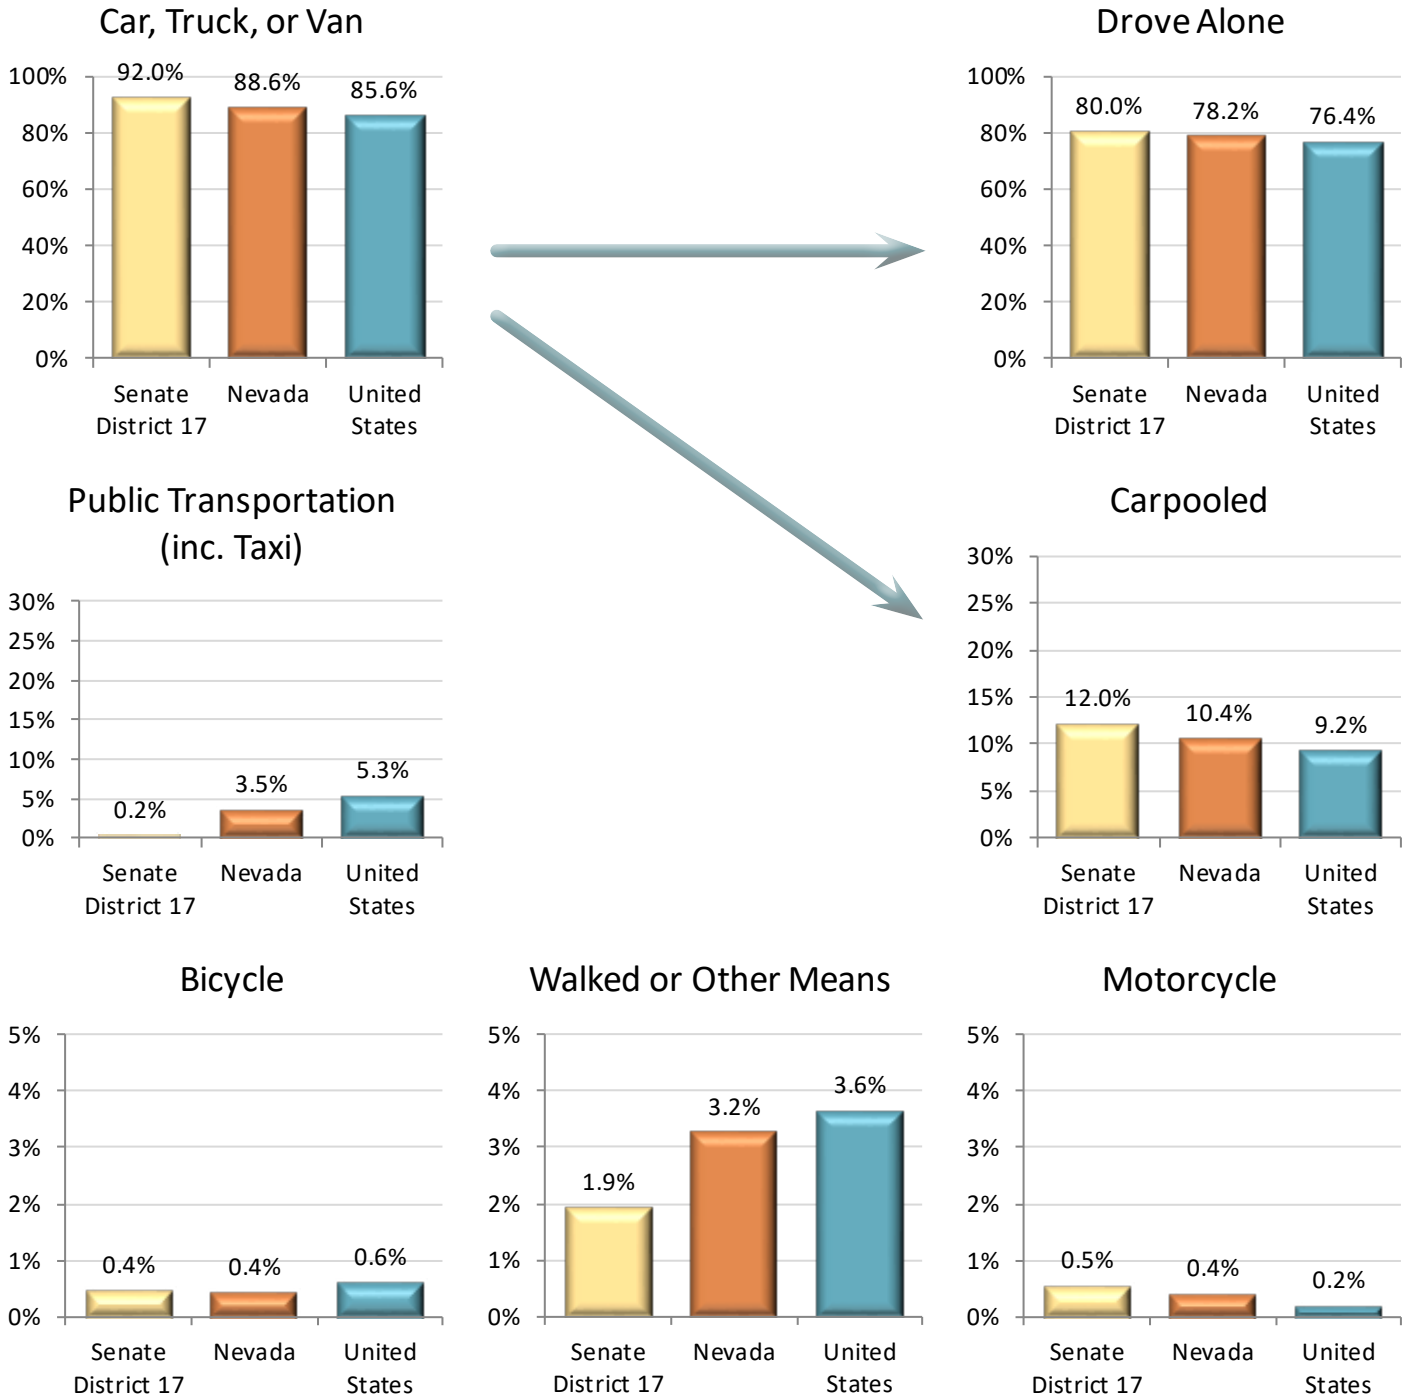 Car, Truck, or Van
100%
80%
60%
40%
20%
0%
92.0%
88.6%
85.6%
Senate
District 17
Nevada
United
States
Drove Alone
100%
80%
60%
40%
20%
0%
80.0%
78.2%
76.4%
Senate
District 17
Nevada
United
States
Public Transportation
(inc. Taxi)
30%
25%
20%
15%
10%
5%
0%
0.2%
3.5%
5.3%
Senate
District 17
Nevada
United
States
Carpooled
30%
25%
20%
15%
10%
5%
0%
12.0%
10.4%
9.2%
Senate
District 17
Nevada
United
States
Bicycle
5%
4%
3%
2%
1%
0%
0.4%
0.4%
0.6%
Senate
District 17
Nevada
United
States
Walked or Other Means
5%
4%
3%
2%
1%
0%
1.9%
3.2%
3.6%
Senate
District 17
Nevada
United
States
Motorcycle
5%
4%
3%
2%
1%
0%
0.5%
0.4%
0.2%
Senate
District 17
Nevada
United
States